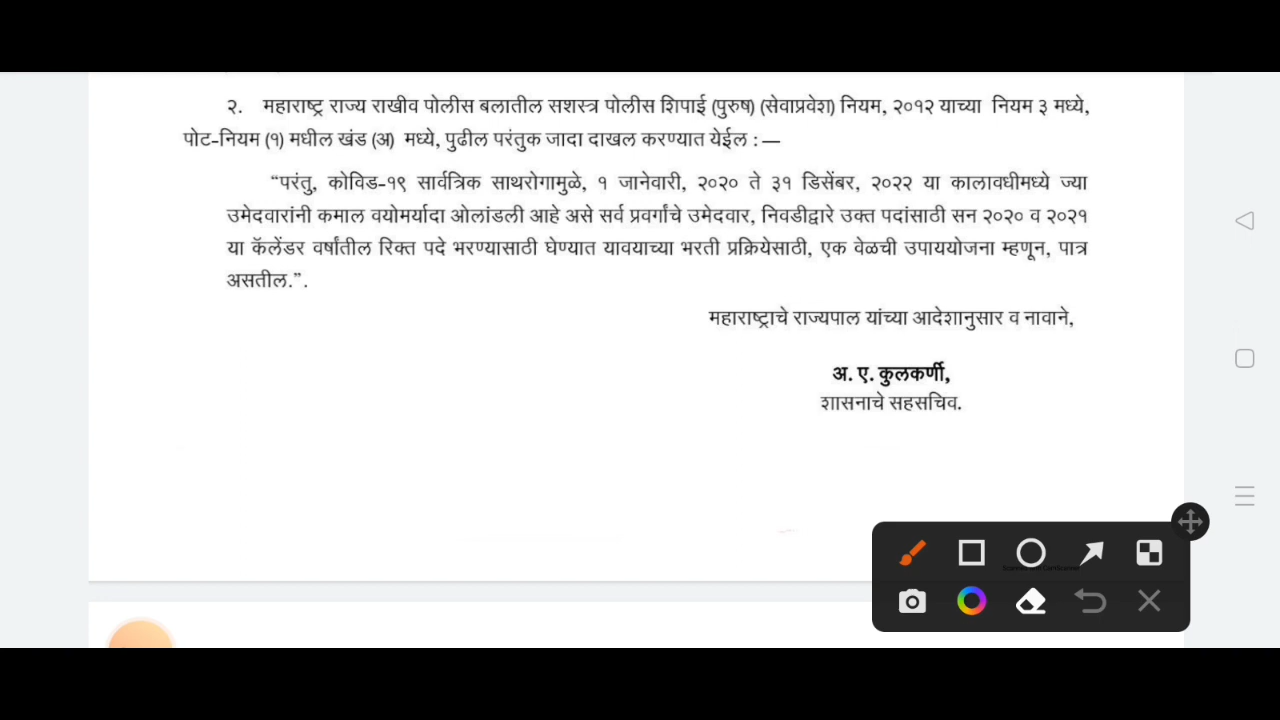 २. महाराष्ट्र राज्य राखीव पोलीस बलातील सशस्त्र पोलीस शिपाई (पुरुष) (सेवाप्रवेश) नियम, २०१२ याच्या नियम ३ मध्ये,
पोट-नियम (१) मधील खंड (अ) मध्ये, पुढील परंतुक जादा दाखल करण्यात येईल : —
“परंतु, कोविड-१९ सार्वत्रिक साथरोगामुळे, १ जानेवारी, २०२० ते ३१ डिसेंबर, २०२२ या कालावधीमध्ये ज्या
उमेदवारांनी कमाल वयोमर्यादा ओलांडली आहे असे सर्व प्रवर्गांचे उमेदवार, निवडीद्वारे उक्त पदांसाठी सन २०२० व २०२१
या कॅलेंडर वर्षांतील रिक्त पदे भरण्यासाठी घेण्यात यावयाच्या भरती प्रक्रियेसाठी, एक वेळची उपाययोजना म्हणून, पात्र
असतील.”.
महाराष्ट्राचे राज्यपाल यांच्या आदेशानुसार व नावाने,
अ. ए. कुलकर्णी,
शासनाचे सहसचिव.